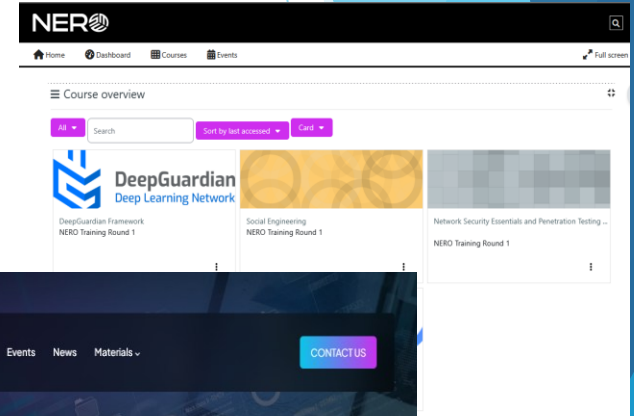 NERO
Home Dashboard Courses Events Full screen
Course overview
All Search Sort by last accessed Card
DeepGuardian
Deep Learning Network
DeepGuardian Framework
NERO Training Round 1
Social Engineering
NERO Training Round 1
Network Security Essentials and Penetration Testing ...
NERO Training Round 1
Events News Materials CONTACT US